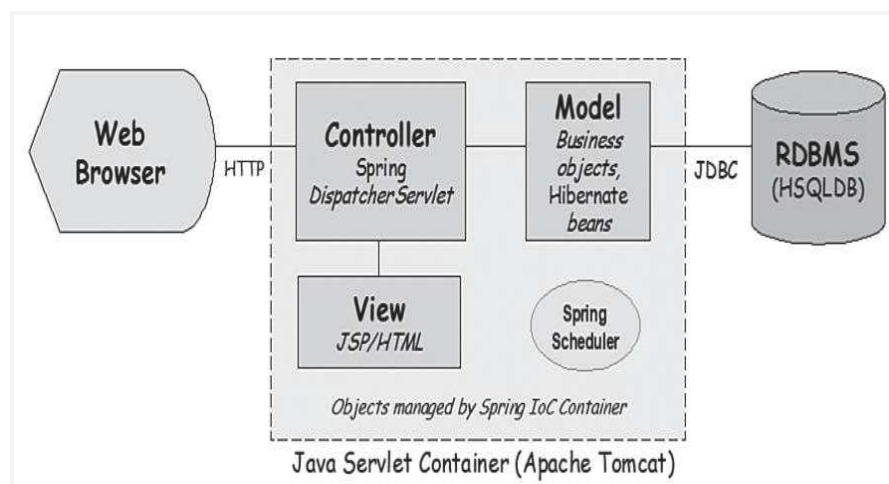 Web
Browser
HTTP
Controller
Spring
DispatcherServlet
Model
Business
objects,
Hibernate
beans
JDBC
RDBMS
(HSQLDB)
View
JSP/HTML
Spring
Scheduler
Objects managed by Spring IoC Container
Java Servlet Container (Apache Tomcat)